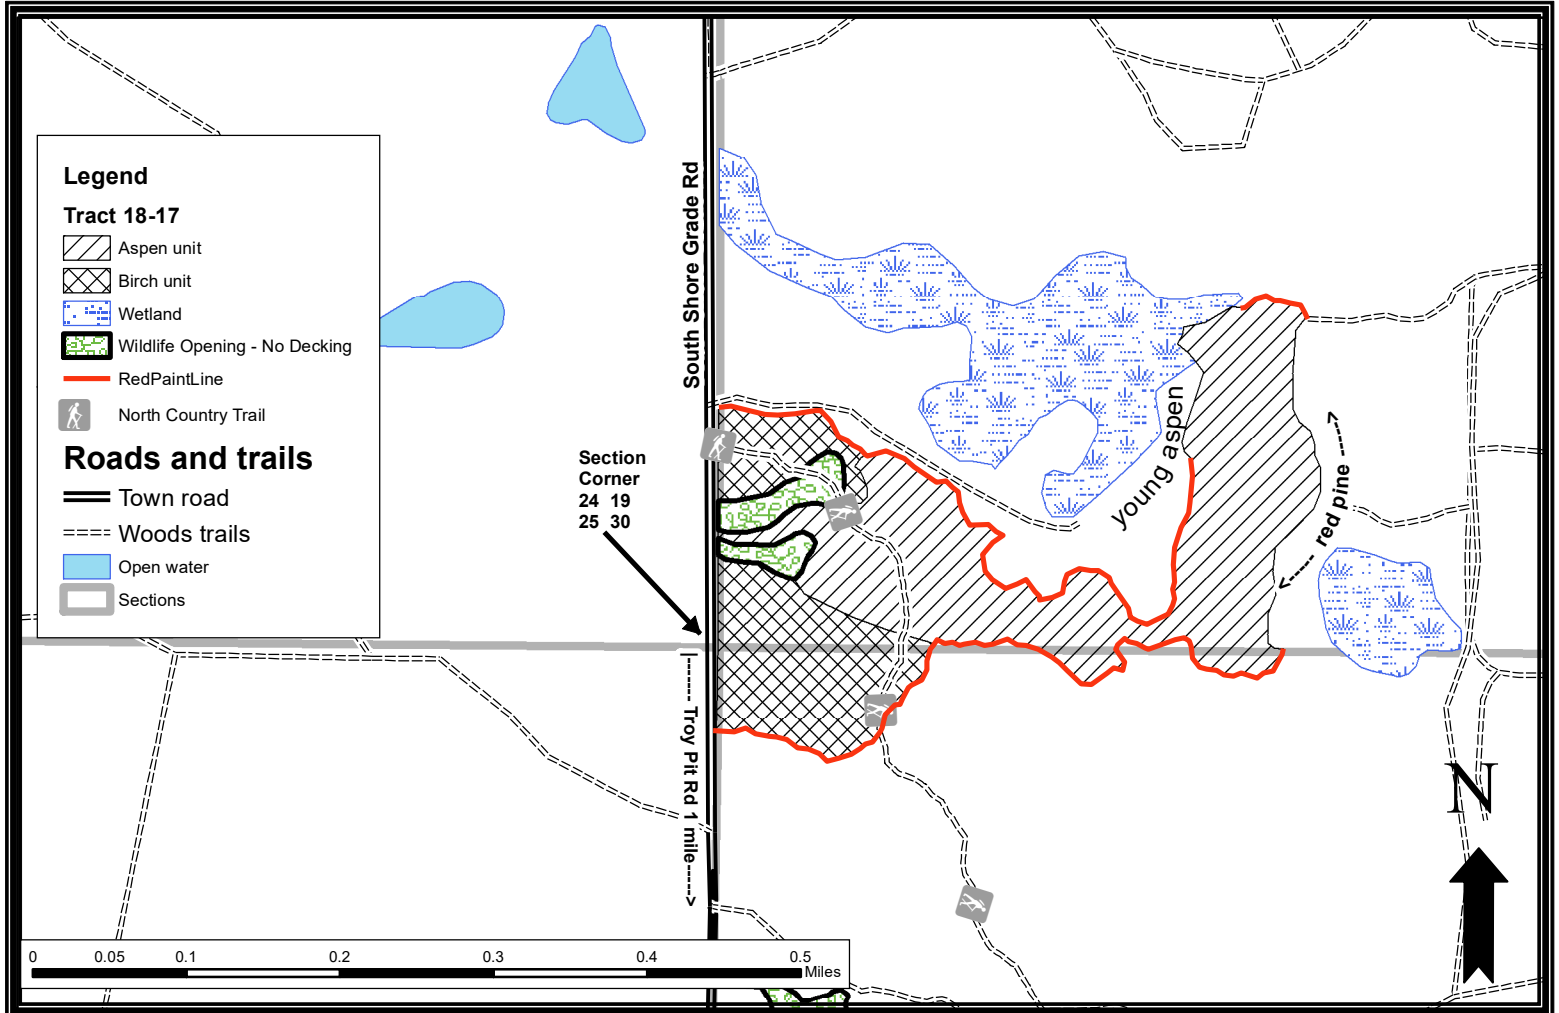 Legend
Tract 18-17
Aspen unit
Birch unit
Wetland
Wildlife Opening - No Decking
RedPaintLine
North Country Trail
Roads and trails
Town road
Woods trails
Open water
Sections
South Shore Grade Rd
Section
Corner
24 19
25 30
young aspen
<---- red pine ---->
|------ Troy Pit Rd 1 mile----->
N
0 0.05 0.1 0.2 0.3 0.4 0.5
Miles